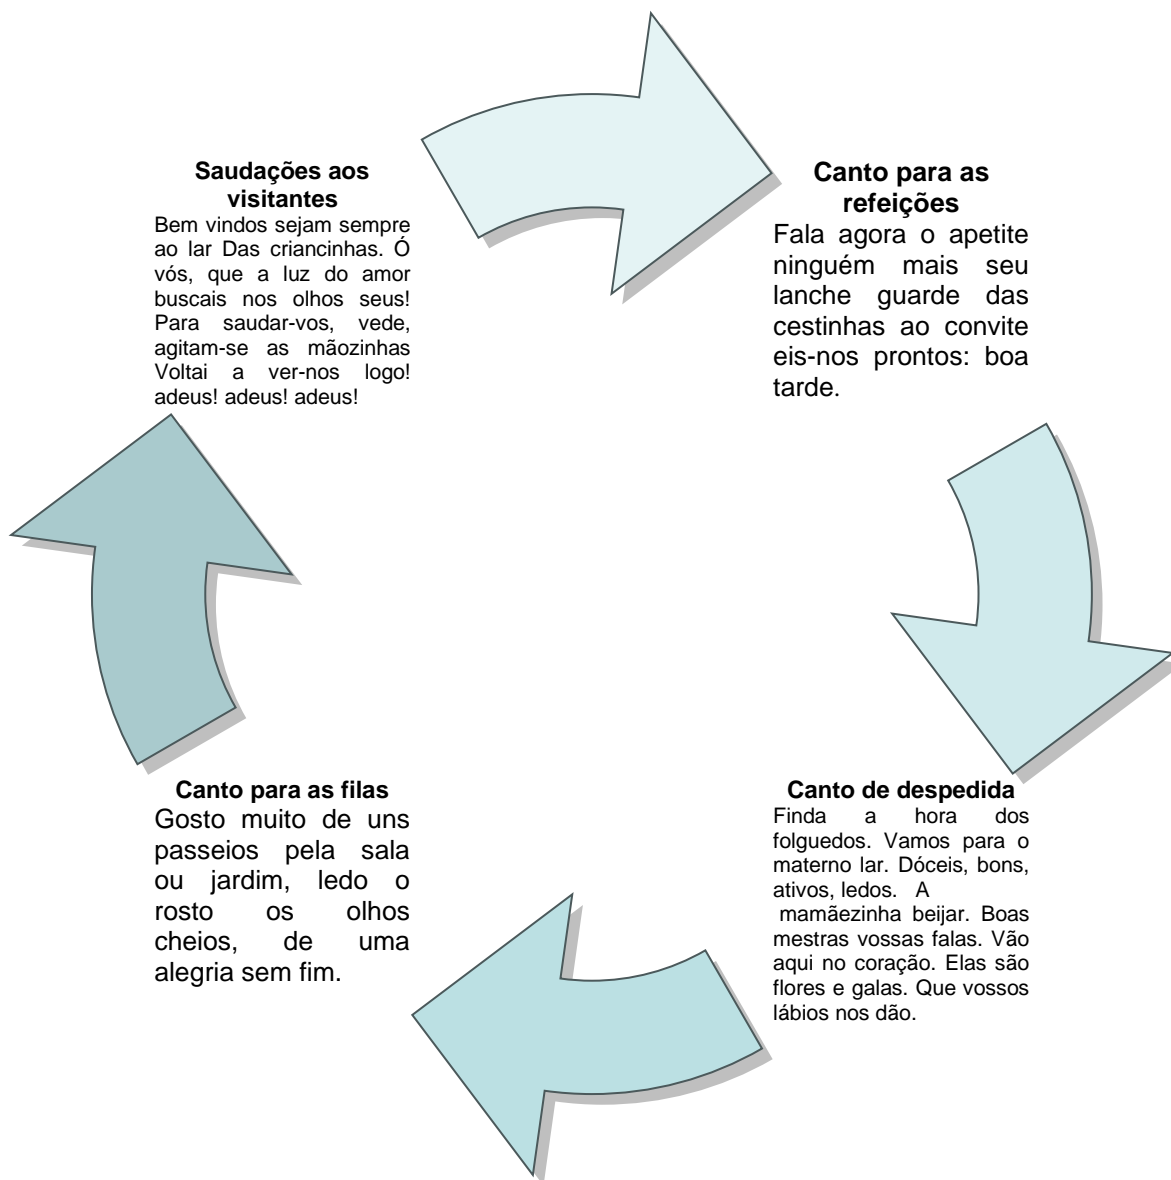 Saudações aos
visitantes
Bem vindos sejam sempre
ao lar Das criancinhas. Ó
vós, que a luz do amor
buscais nos olhos seus!
Para saudar-vos, vede,
agitam-se as mãozinhas
Voltai a ver-nos logo!
adeus! adeus! adeus!
Canto para as
refeições
Fala agora o apetite
ninguém mais seu
lanche guarde das
cestinhas ao convite
eis-nos prontos: boa
tarde.
Canto de despedida
Finda a hora dos
folguedos. Vamos para o
materno lar. Dóceis, bons,
ativos, ledos. A
mamãezinha beijar. Boas
mestras vossas falas. Vão
aqui no coração. Elas são
flores e galas. Que vossos
lábios nos dão.
Canto para as filas
Gosto muito de uns
passeios pela sala
ou jardim, ledo o
rosto os olhos
cheios, de uma
alegria sem fim.